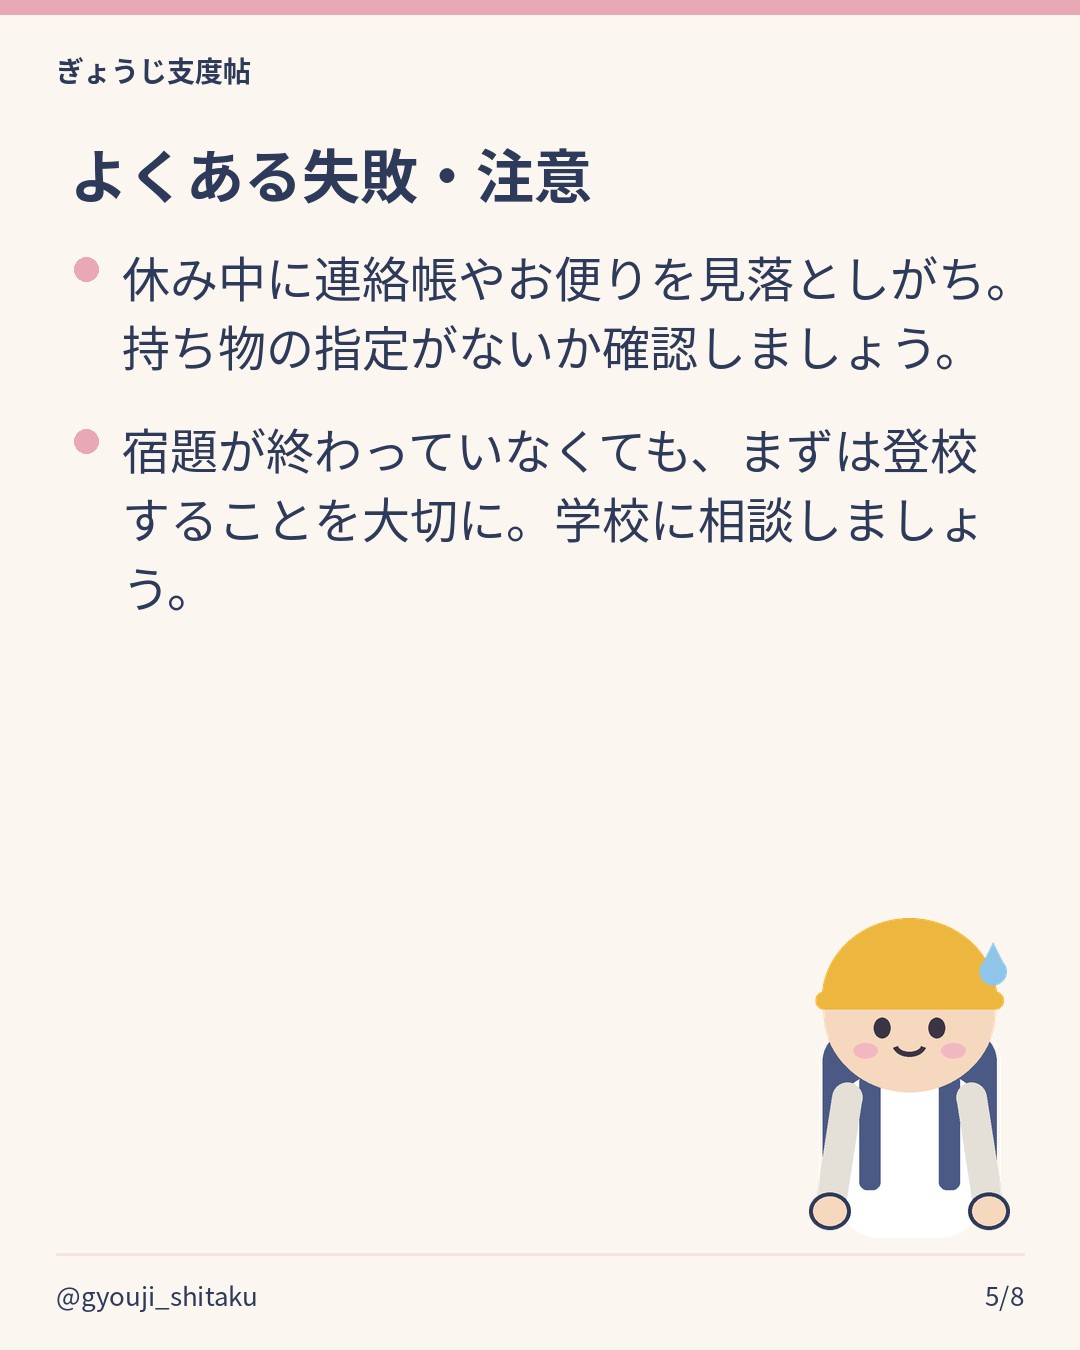 ぎょうじ支度帖
よくある失敗・注意
休み中に連絡帳やお便りを見落としがち。
持ち物の指定がないか確認しましょう。
宿題が終わっていなくても、まずは登校
することを大切に。学校に相談しましょ
う。
@gyouji_shitaku
5/8